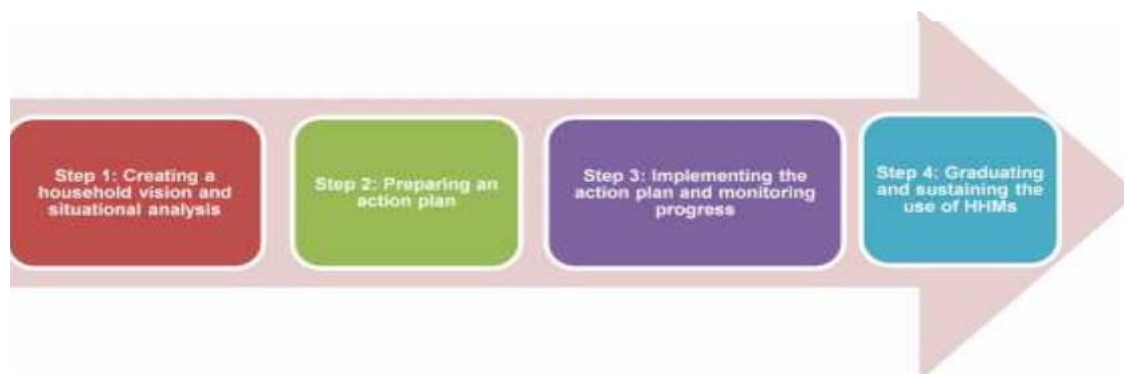 Step 1: Creating a
household vision and
situational analysis
Step 2: Preparing an
action plan
Step 3: Implementing the
action plan and monitoring
progress
Step 4: Graduating
and sustaining the
use of HHMs